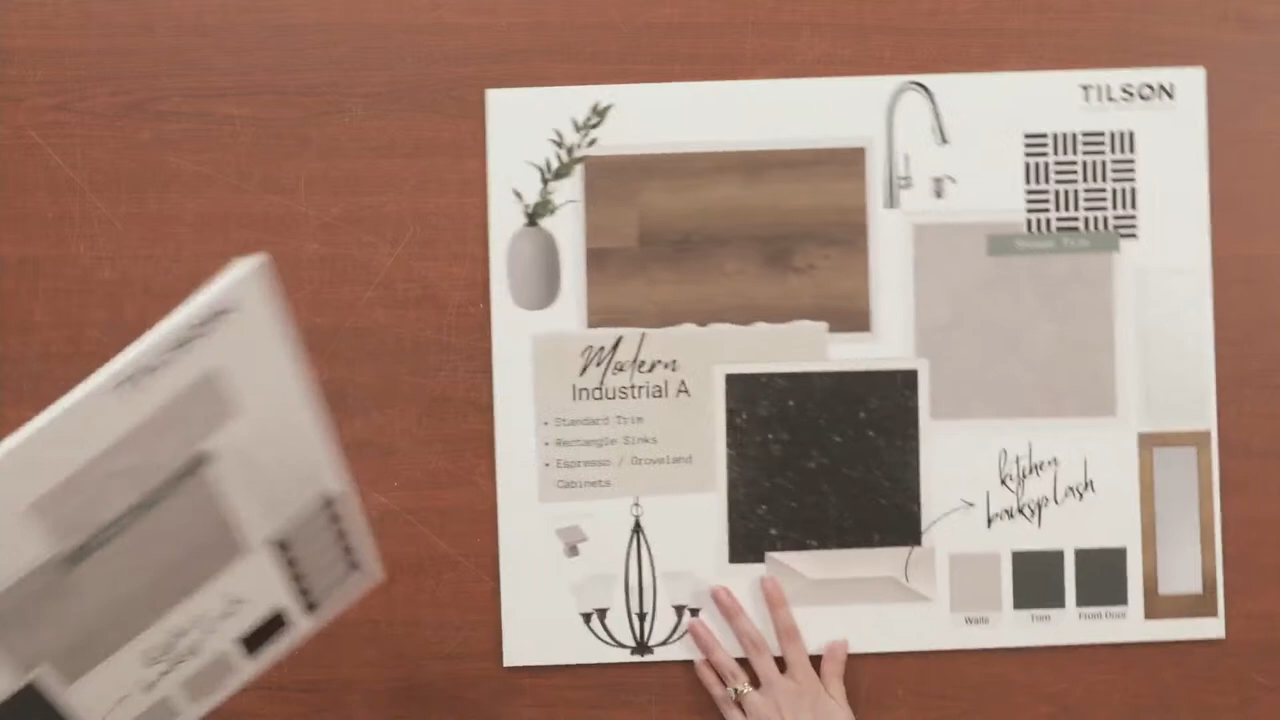 TILSON
Modern
Industrial A
• Standard Trim
• Rectangle Sinks
• Espresso / Groveland
Cabinets
kitchen
backsplash
Walls
Trim
Front Door